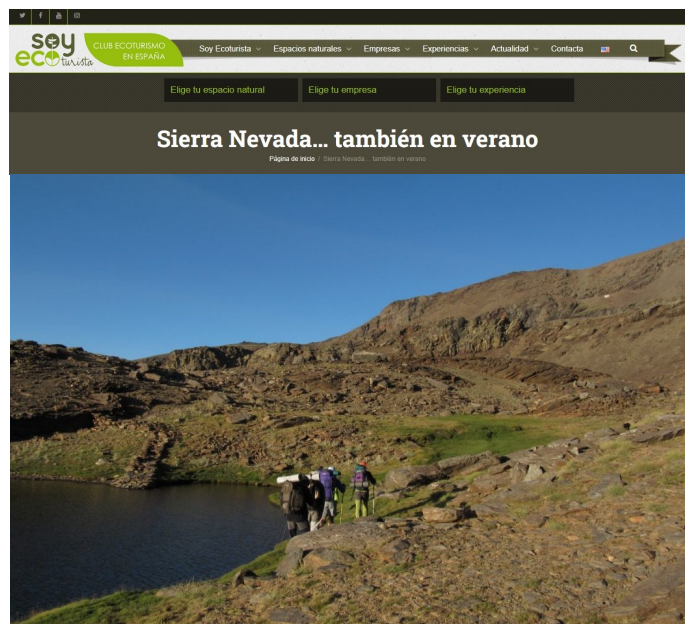 soy
eco turista
CLUB ECOTURISMO
EN ESPAÑA
Soy Ecoturista Espacios naturales Empresas Experiencias Actualidad Contacta
Elige tu espacio natural Elige tu empresa Elige tu experiencia
Sierra Nevada... también en verano
Página de inicio / Sierra Nevada... también en verano